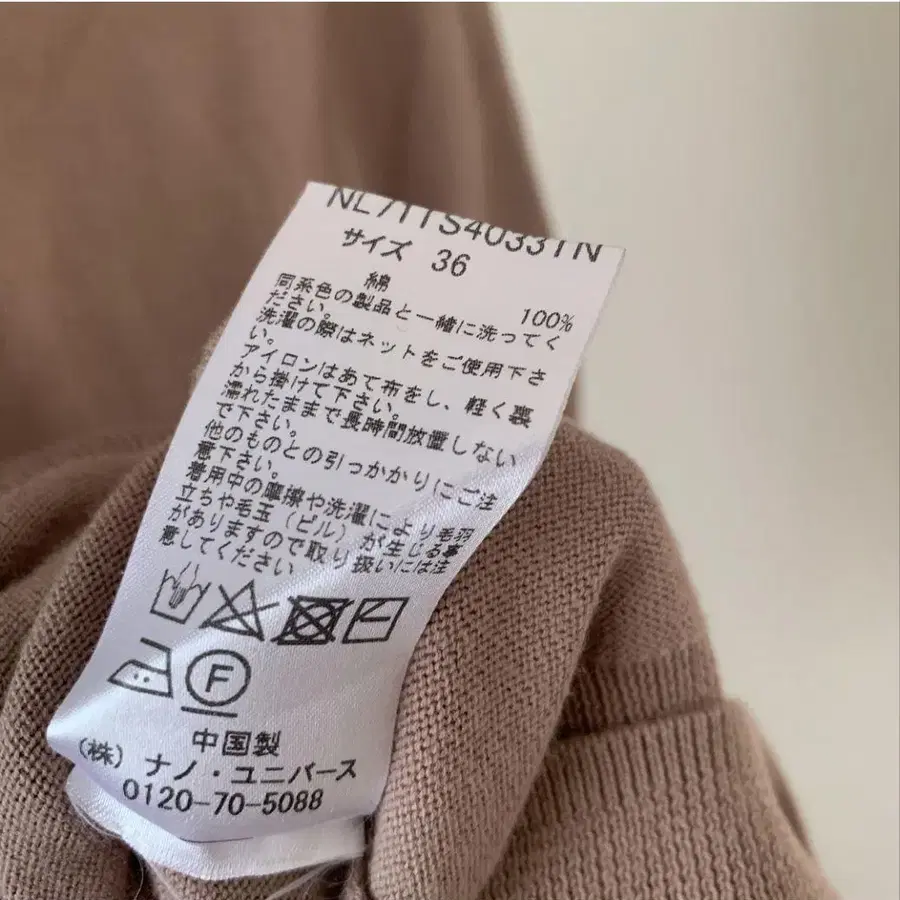 サイズ 36
綿 100%
同系色の製品と一緒に洗ってく
ださい。
洗濯の際はネットをご使用下さ
い。
アイロンはあて布をし、軽く裏
から掛けて下さい。
濡れたままで長時間放置しない
で下さい。
他のものとの引っかかりにご注
意下さい。
着用中の摩擦や洗濯により毛羽
立ちや毛玉（ピル）が生じる事
がありますので取り扱いには注
意してください
F
中国製
（株）ナノ・ユニバース
0120-70-5088